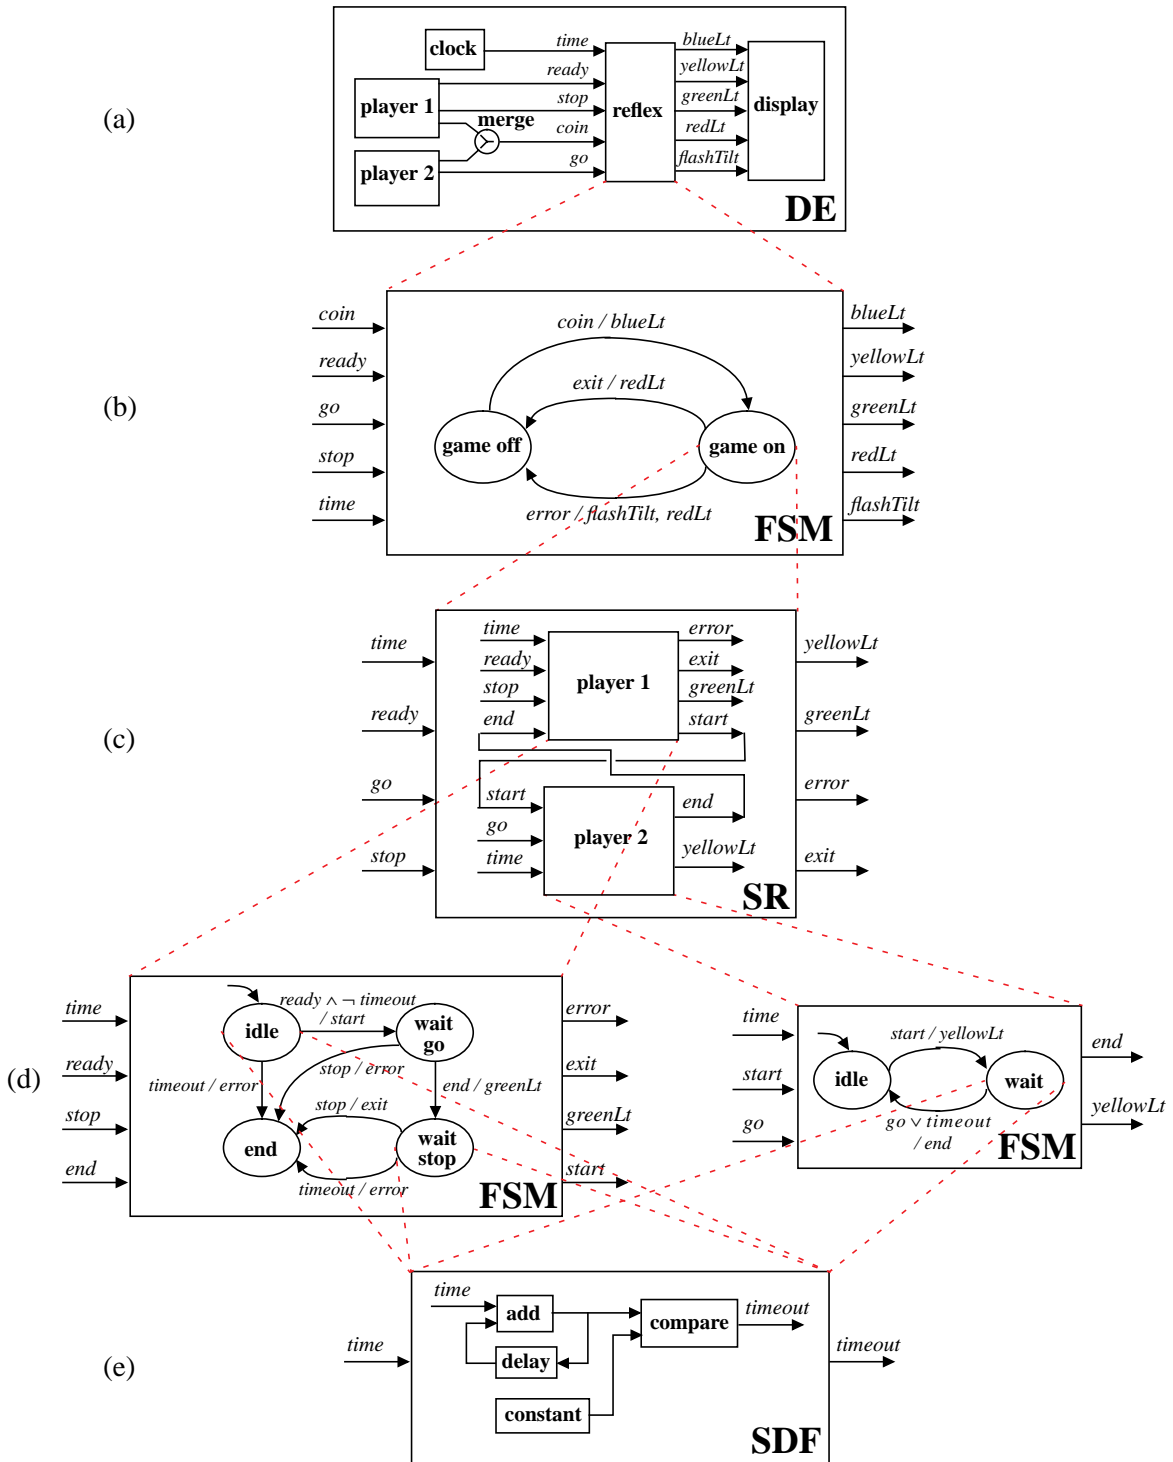 (a)
clock
time
blueLt
ready
yellowLt
player 1
stop
reflex
greenLt
display
merge
coin
redLt
player 2
go
flashTilt
DE
(b)
coin
ready
go
stop
time
coin / blueLt
exit / redLt
game off
game on
error / flashTilt, redLt
FSM
blueLt
yellowLt
greenLt
redLt
flashTilt
(c)
time
ready
go
stop
time
ready
stop
end
player 1
error
exit
greenLt
start
start
go
time
player 2
end
yellowLt
SR
yellowLt
greenLt
error
exit
(d)
time
ready
stop
end
idle
ready ∧ ¬ timeout
/ start
wait
go
timeout / error
stop / error
end / greenLt
stop / exit
end
wait
stop
timeout / error
FSM
error
exit
greenLt
start
time
start
go
start / yellowLt
idle
wait
go ∨ timeout
/ end
FSM
end
yellowLt
(e)
time
time
add
delay
constant
compare
timeout
SDF
timeout